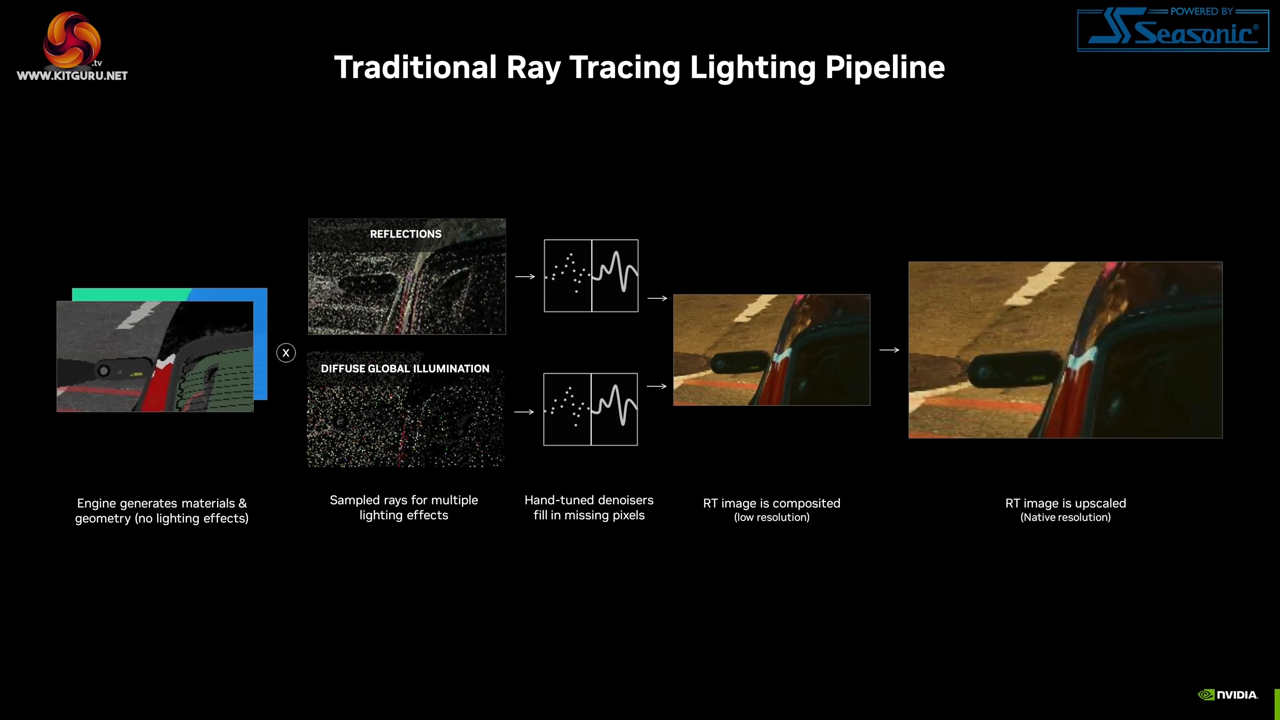 .tv
WWW.KITGURU.NET
POWERED BY
Seasonic®
Traditional Ray Tracing Lighting Pipeline
REFLECTIONS
DIFFUSE GLOBAL ILLUMINATION
X
Engine generates materials &
geometry (no lighting effects)
Sampled rays for multiple
lighting effects
Hand-tuned denoisers
fill in missing pixels
RT image is composited
(low resolution)
RT image is upscaled
(Native resolution)
NVIDIA